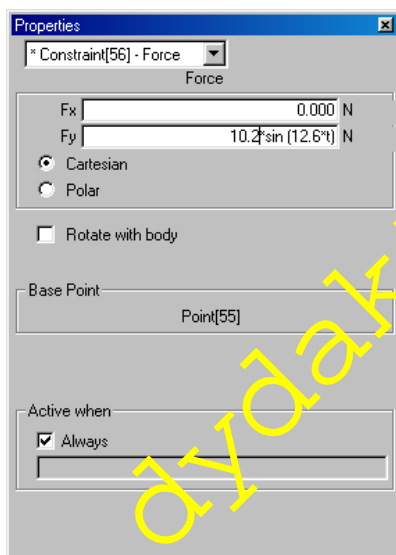 Properties
* Constraint[56] - Force
Force
Fx 0.000 N
Fy 10.2*sin (12.6*t) N
Cartesian
Polar
Rotate with body
Base Point
Point[55]
Active when
Always